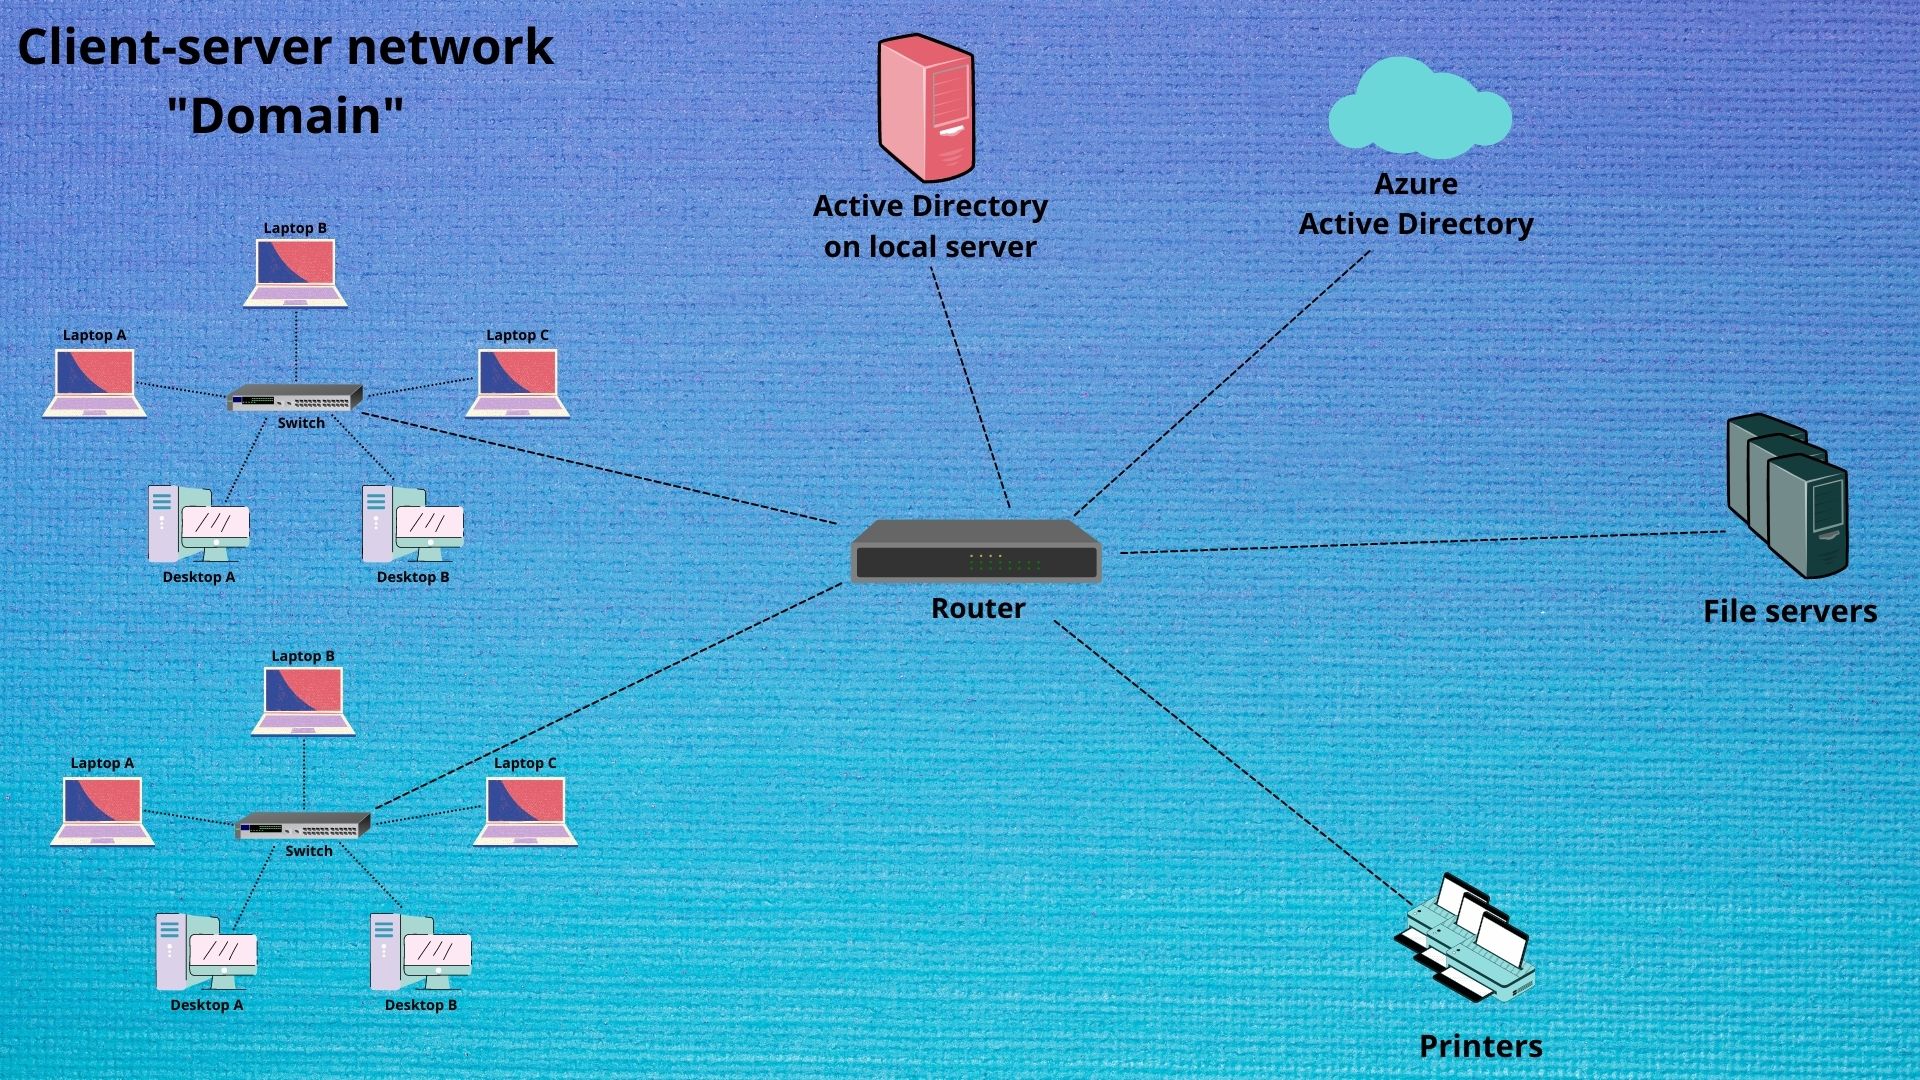 Client-server network
"Domain"
Active Directory
on local server
Azure
Active Directory
Laptop B
Laptop A
Laptop C
Switch
Desktop A
Desktop B
Router
File servers
Laptop B
Laptop A
Laptop C
Switch
Desktop A
Desktop B
Printers